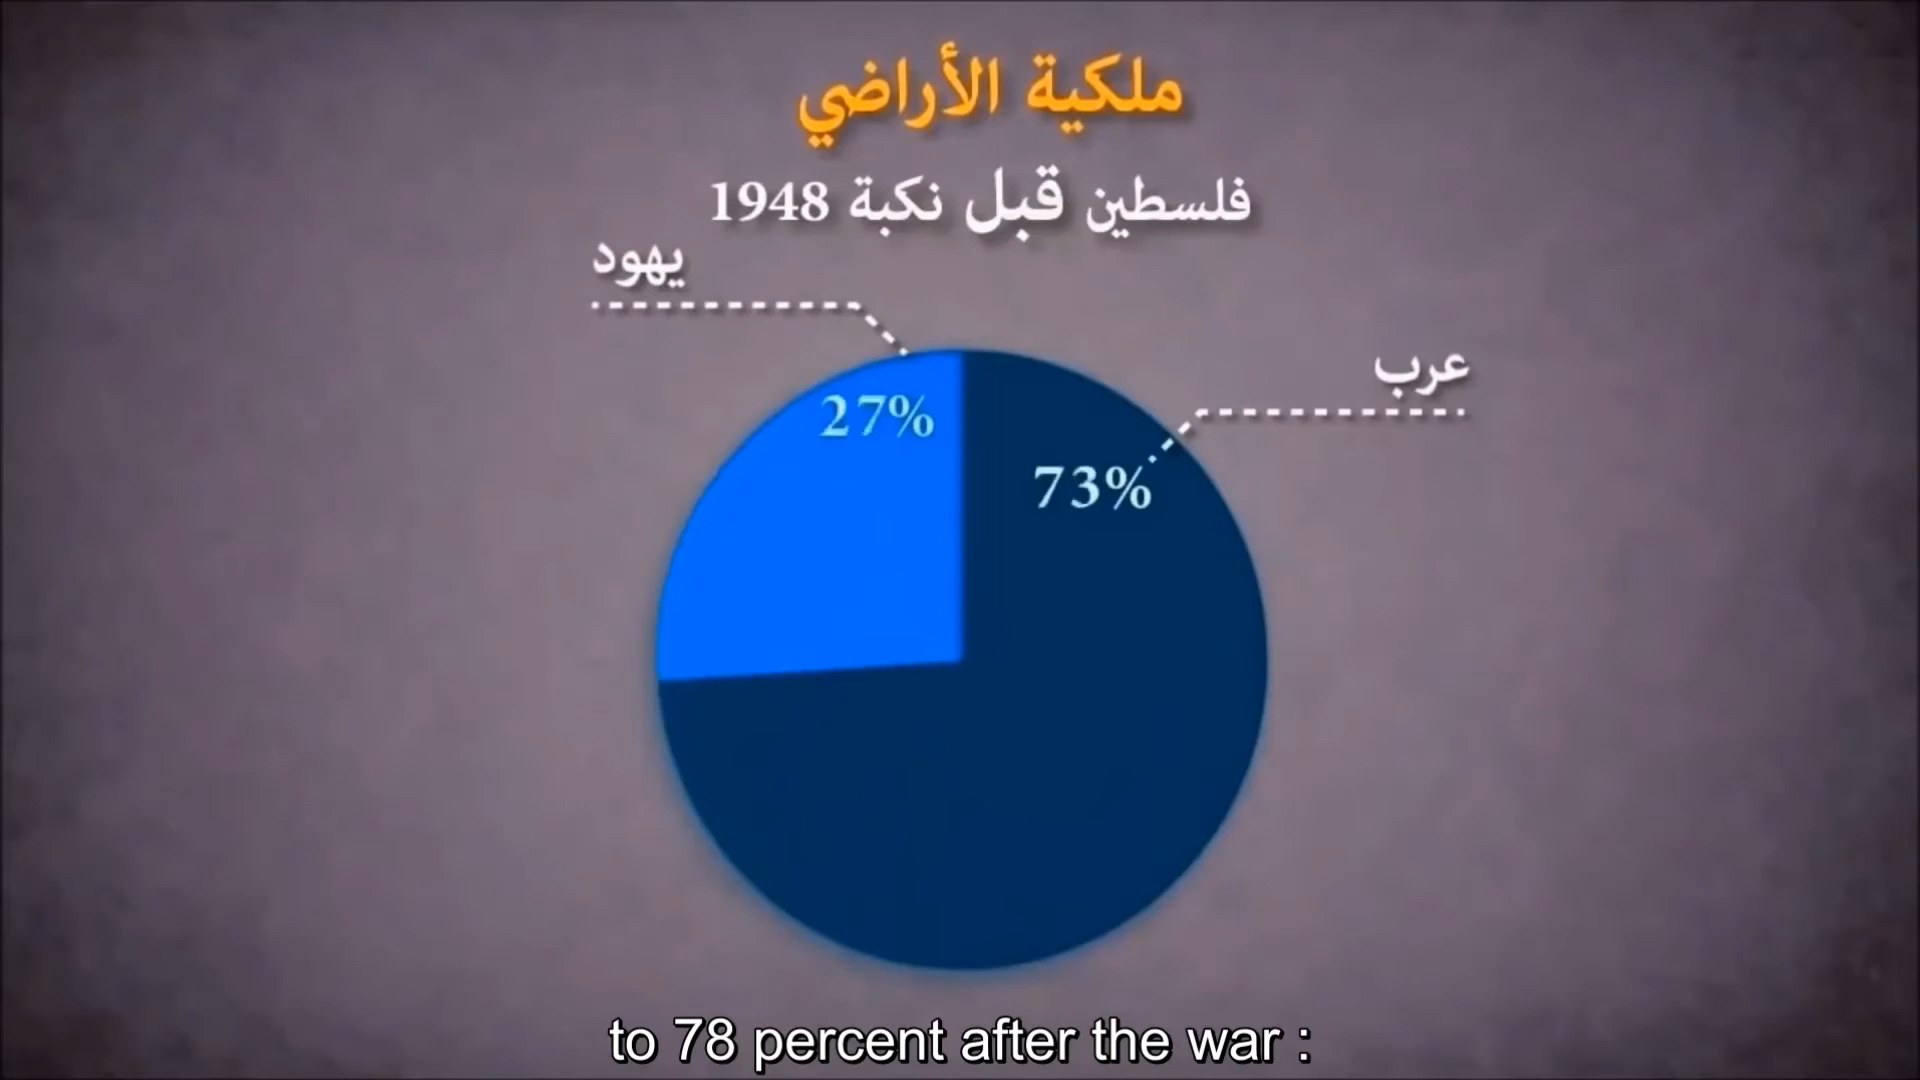 ملكية الأراضي
فلسطين قبل نكبة 1948
يهود
عرب
27%
73%
to 78 percent after the war :